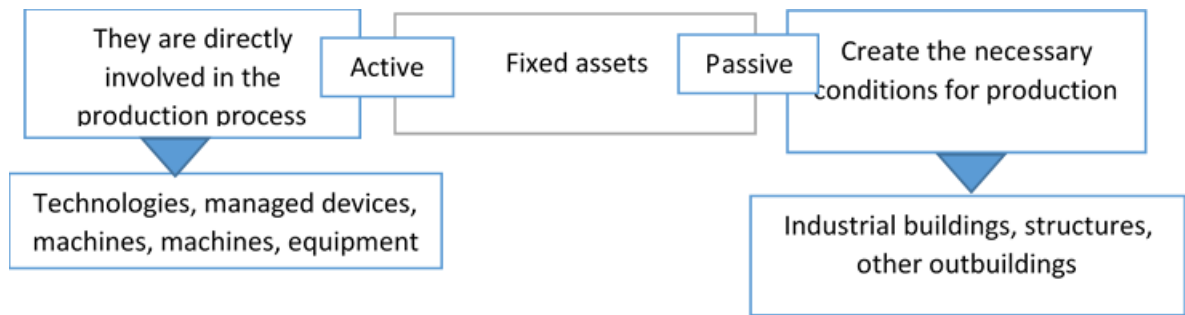 They are directly
involved in the
production process
Active
Fixed assets
Passive
Create the necessary
conditions for production
Technologies, managed devices,
machines, machines, equipment
Industrial buildings, structures,
other outbuildings